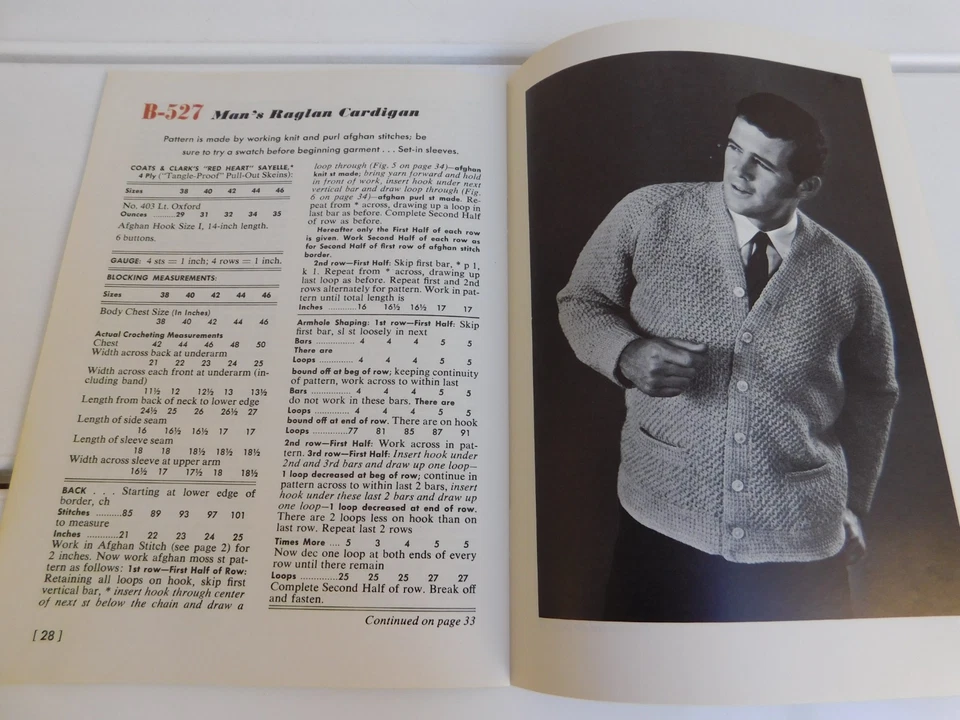 B-527 Man's Raglan Cardigan
Pattern is made by working knit and purl afghan stitches; be
sure to try a swatch before beginning garment . . . Set-in sleeves.
COATS & CLARK'S "RED HEART" SAYELLE,*
4 Ply ("Tangle-Proof" Pull-Out Skeins):
Sizes 38 40 42 44 46
No. 403 Lt. Oxford
Ounces .........29 31 32 34 35
Afghan Hook Size I, 14-inch length.
6 buttons.
GAUGE: 4 sts = 1 inch; 4 rows = 1 inch.
BLOCKING MEASUREMENTS:
Sizes 38 40 42 44 46
Body Chest Size (In Inches)
38 40 42 44 46
Actual Crocheting Measurements
Chest 42 44 46 48 50
Width across back at underarm
21 22 23 24 25
Width across each front at underarm (in-
cluding band)
11½ 12 12½ 13 13½
Length from back of neck to lower edge
24½ 25 26 26½ 27
Length of side seam
16 16½ 16½ 17 17
Length of sleeve seam
18 18 18½ 18½ 18½
Width across sleeve at upper arm
16½ 17 17½ 18 18½
BACK . . . Starting at lower edge of
border, ch
Stitches ..........85 89 93 97 101
to measure
Inches ............21 22 23 24 25
Work in Afghan Stitch (see page 2) for
2 inches. Now work afghan moss st pat-
tern as follows: 1st row—First Half of Row:
Retaining all loops on hook, skip first
vertical bar, * insert hook through center
of next st below the chain and draw a
[ 28 ]
loop through (Fig. 5 on page 34)—afghan
knit st made; bring yarn forward and hold
in front of work, insert hook under next
vertical bar and draw loop through (Fig.
6 on page 34)—afghan purl st made. Re-
peat from * across, drawing up a loop in
last bar as before. Complete Second Half
of row as before.
Hereafter only the First Half of each row
is given. Work Second Half of each row as
for Second Half of first row of afghan stitch
border.
2nd row—First Half: Skip first bar, * p 1,
k 1. Repeat from * across, drawing up
last loop as before. Repeat first and 2nd
rows alternately for pattern. Work in pat-
tern until total length is
Inches ...........16 16½ 16½ 17 17
Armhole Shaping: 1st row—First Half: Skip
first bar, sl st loosely in next
Bars .............. 4 4 4 5 5
There are
Loops ............. 4 4 4 5 5
bound off at beg of row; keeping continuity
of pattern, work across to within last
Bars .............. 4 4 4 5 5
do not work in these bars. There are
Loops ............. 4 4 4 5 5
bound off at end of row. There are on hook
Loops .............77 81 85 87 91
2nd row—First Half: Work across in pat-
tern. 3rd row—First Half: Insert hook under
2nd and 3rd bars and draw up one loop—
1 loop decreased at beg of row; continue in
pattern across to within last 2 bars, insert
hook under these last 2 bars and draw up
one loop—1 loop decreased at end of row.
There are 2 loops less on hook than on
last row. Repeat last 2 rows
Times More .... 5 3 4 5 5
Now dec one loop at both ends of every
row until there remain
Loops ..............25 25 25 27 27
Complete Second Half of row. Break off
and fasten.
Continued on page 33